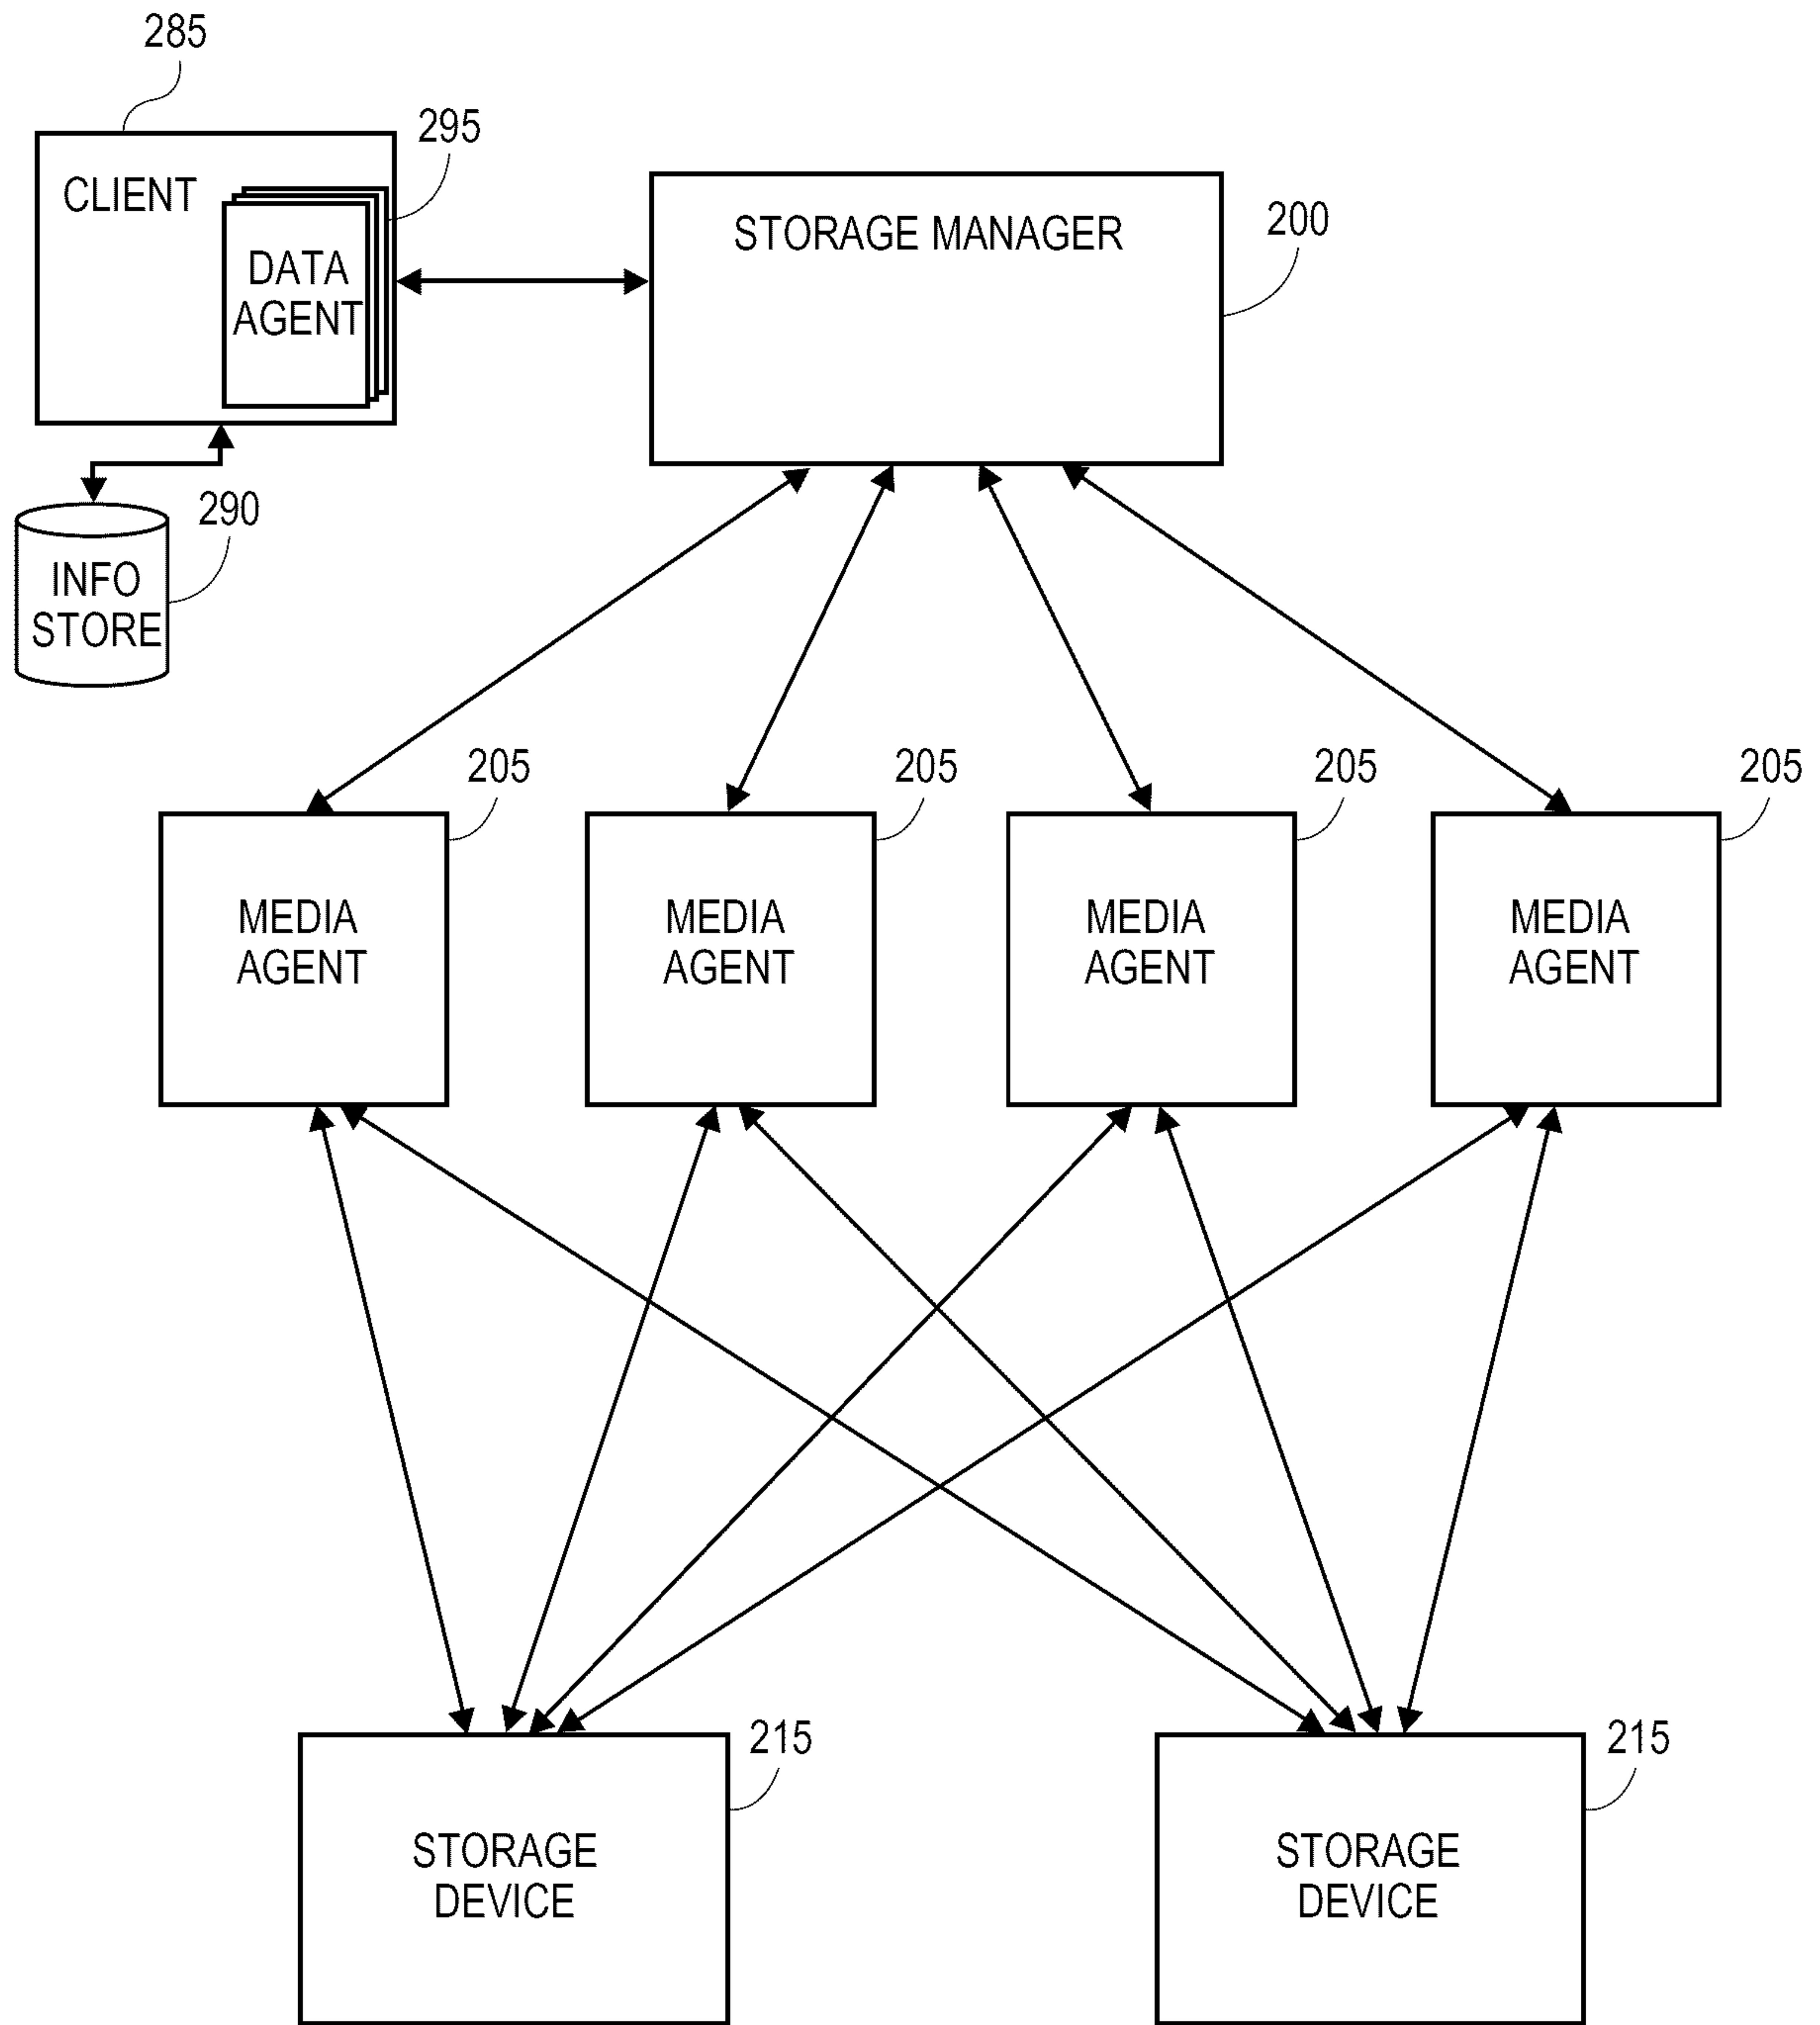 285
295
CLIENT
DATA
AGENT
STORAGE MANAGER
200
290
INFO
STORE
205
205
205
205
MEDIA
AGENT
MEDIA
AGENT
MEDIA
AGENT
MEDIA
AGENT
215
215
STORAGE
DEVICE
STORAGE
DEVICE